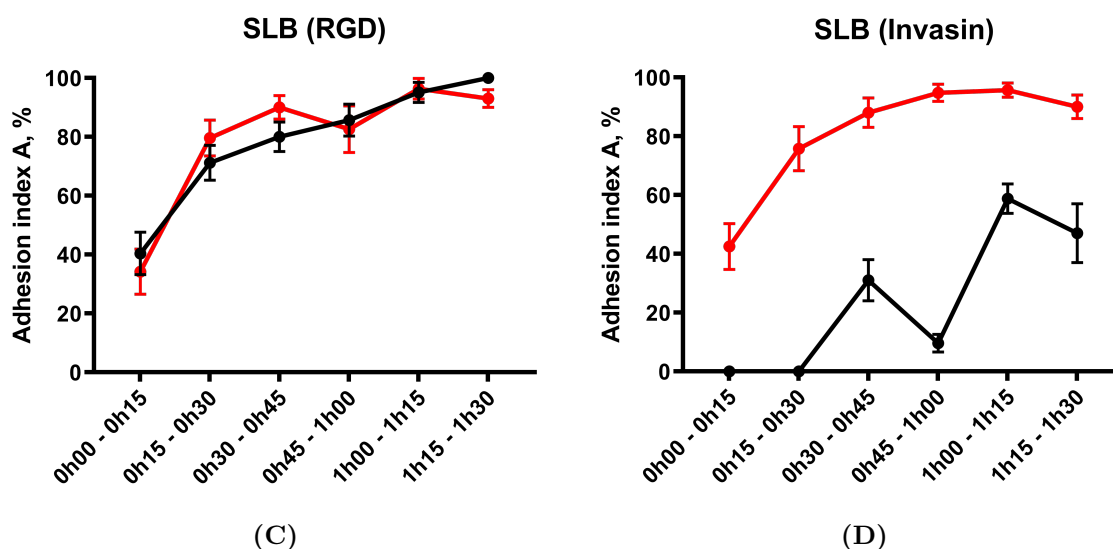 SLB (RGD)
Adhesion index A, %
100
80
60
40
20
0
0h00 - 0h15
0h15 - 0h30
0h30 - 0h45
0h45 - 1h00
1h00 - 1h15
1h15 - 1h30
(C)
SLB (Invasin)
Adhesion index A, %
100
80
60
40
20
0
0h00 - 0h15
0h15 - 0h30
0h30 - 0h45
0h45 - 1h00
1h00 - 1h15
1h15 - 1h30
(D)